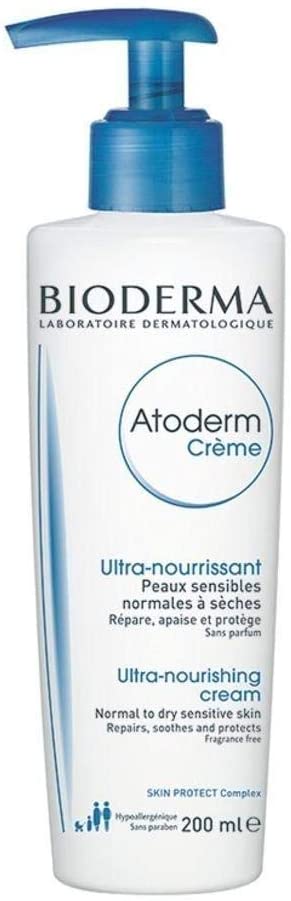 BIODERMA
LABORATOIRE DERMATOLOGIQUE
Atoderm
Crème
Ultra-nourrissant
Peaux sensibles
normales à sèches
Répare, apaise et protège
Sans parfum
Ultra-nourishing
cream
Normal to dry sensitive skin
Repairs, soothes and protects
Fragrance free
SKIN PROTECT Complex
Hypoallergénique
Sans paraben
200 ml e